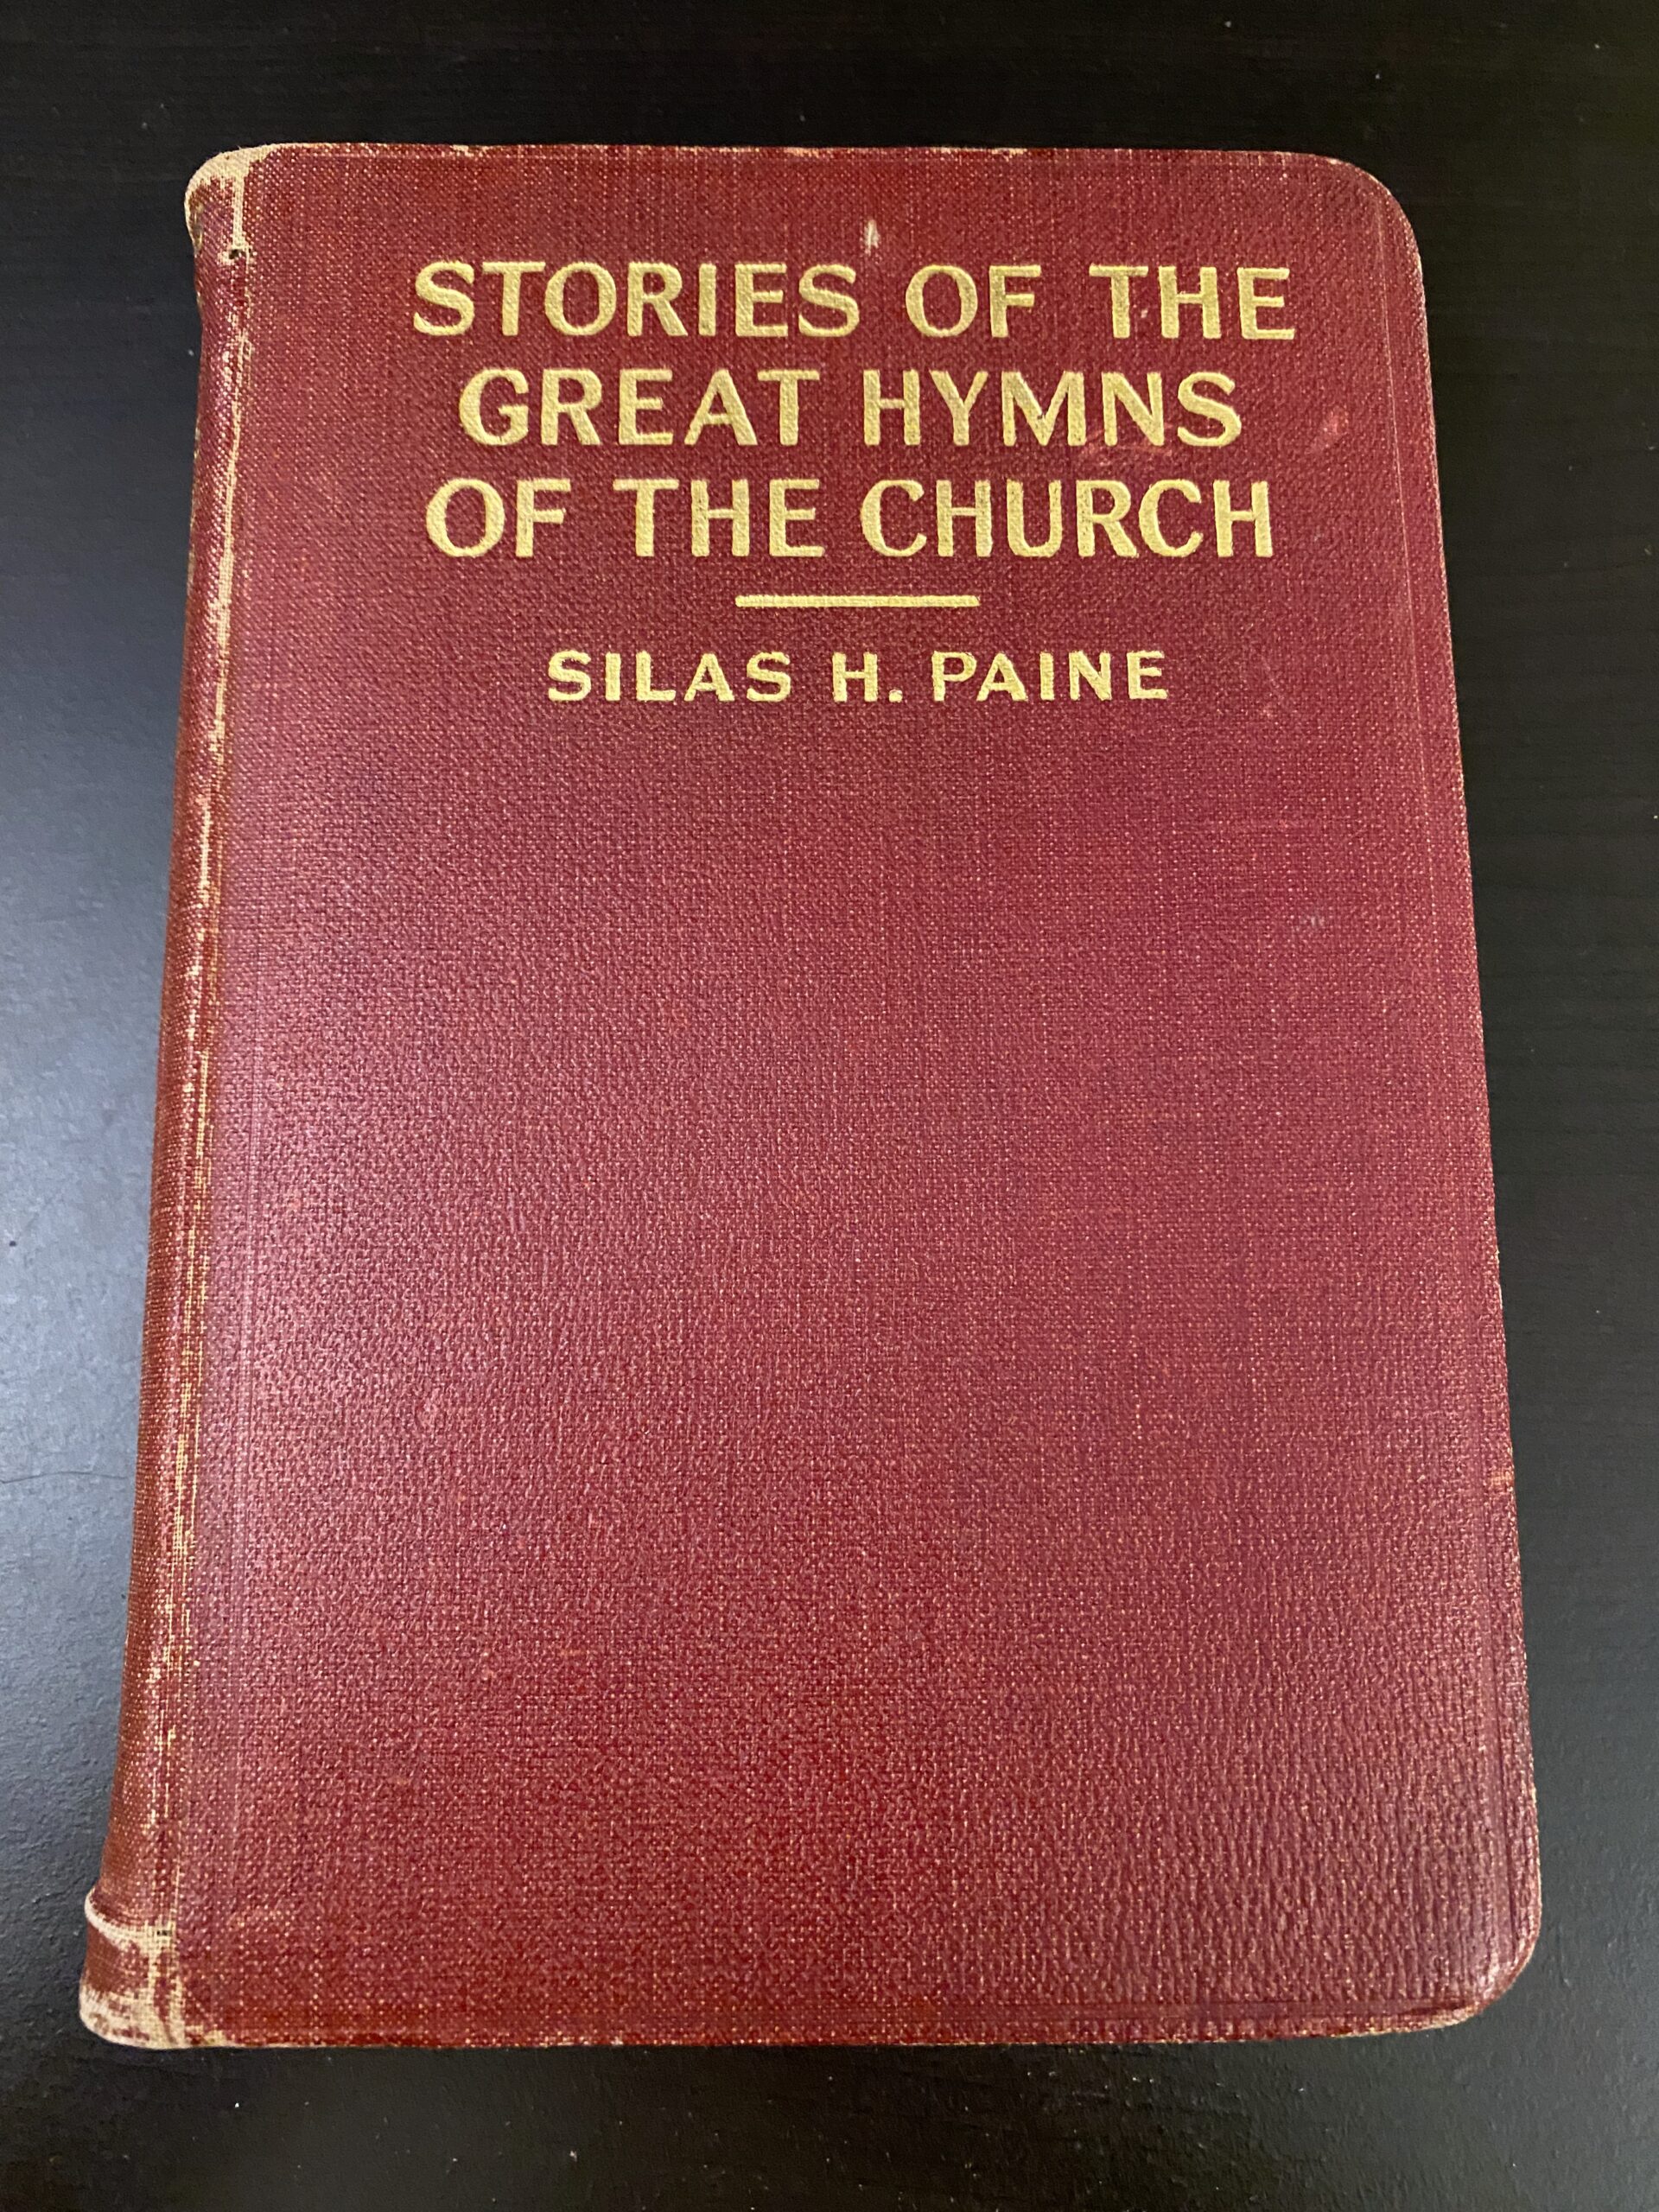 STORIES OF THE
GREAT HYMNS
OF THE CHURCH
SILAS H. PAINE